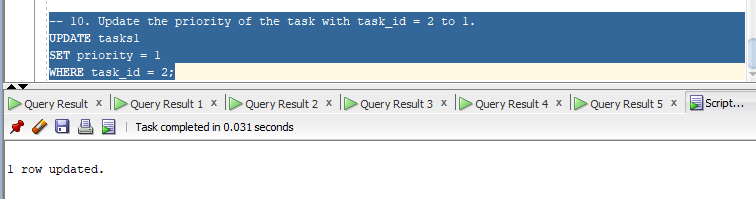 -- 10. Update the priority of the task with task_id = 2 to 1.
UPDATE tasks1
SET priority = 1
WHERE task_id = 2;
Query Result x Query Result 1 x Query Result 2 x Query Result 3 x Query Result 4 x Query Result 5 x Script...
Task completed in 0.031 seconds
1 row updated.